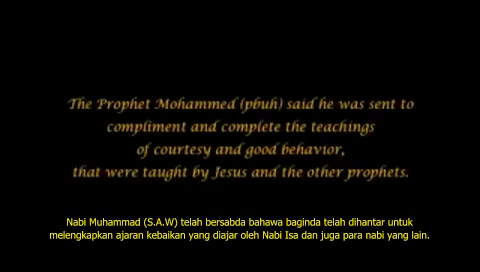 The Prophet Mohammed (pbuh) said he was sent to
compliment and complete the teachings
of courtesy and good behavior,
that were taught by Jesus and the other prophets.
Nabi Muhammad (S.A.W) telah bersabda bahawa baginda telah dihantar untuk
melengkapkan ajaran kebaikan yang diajar oleh Nabi Isa dan juga para nabi yang lain.